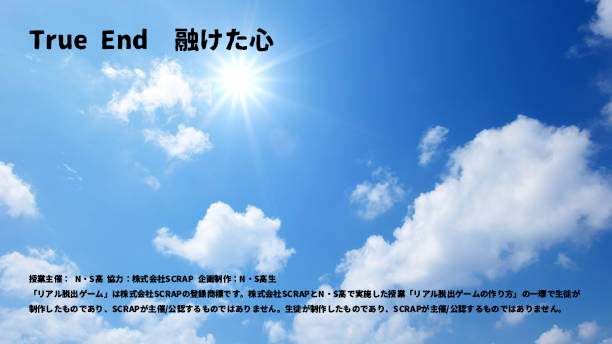 True End 融けた心
授業主催： N・S高 協力：株式会社SCRAP 企画制作：N・S高生
「リアル脱出ゲーム」は株式会社SCRAPの登録商標です。株式会社SCRAPとN・S高で実施した授業「リアル脱出ゲームの作り方」の一環で生徒が
制作したものであり、SCRAPが主催/公認するものではありません。生徒が制作したものであり、SCRAPが主催/公認するものではありません。